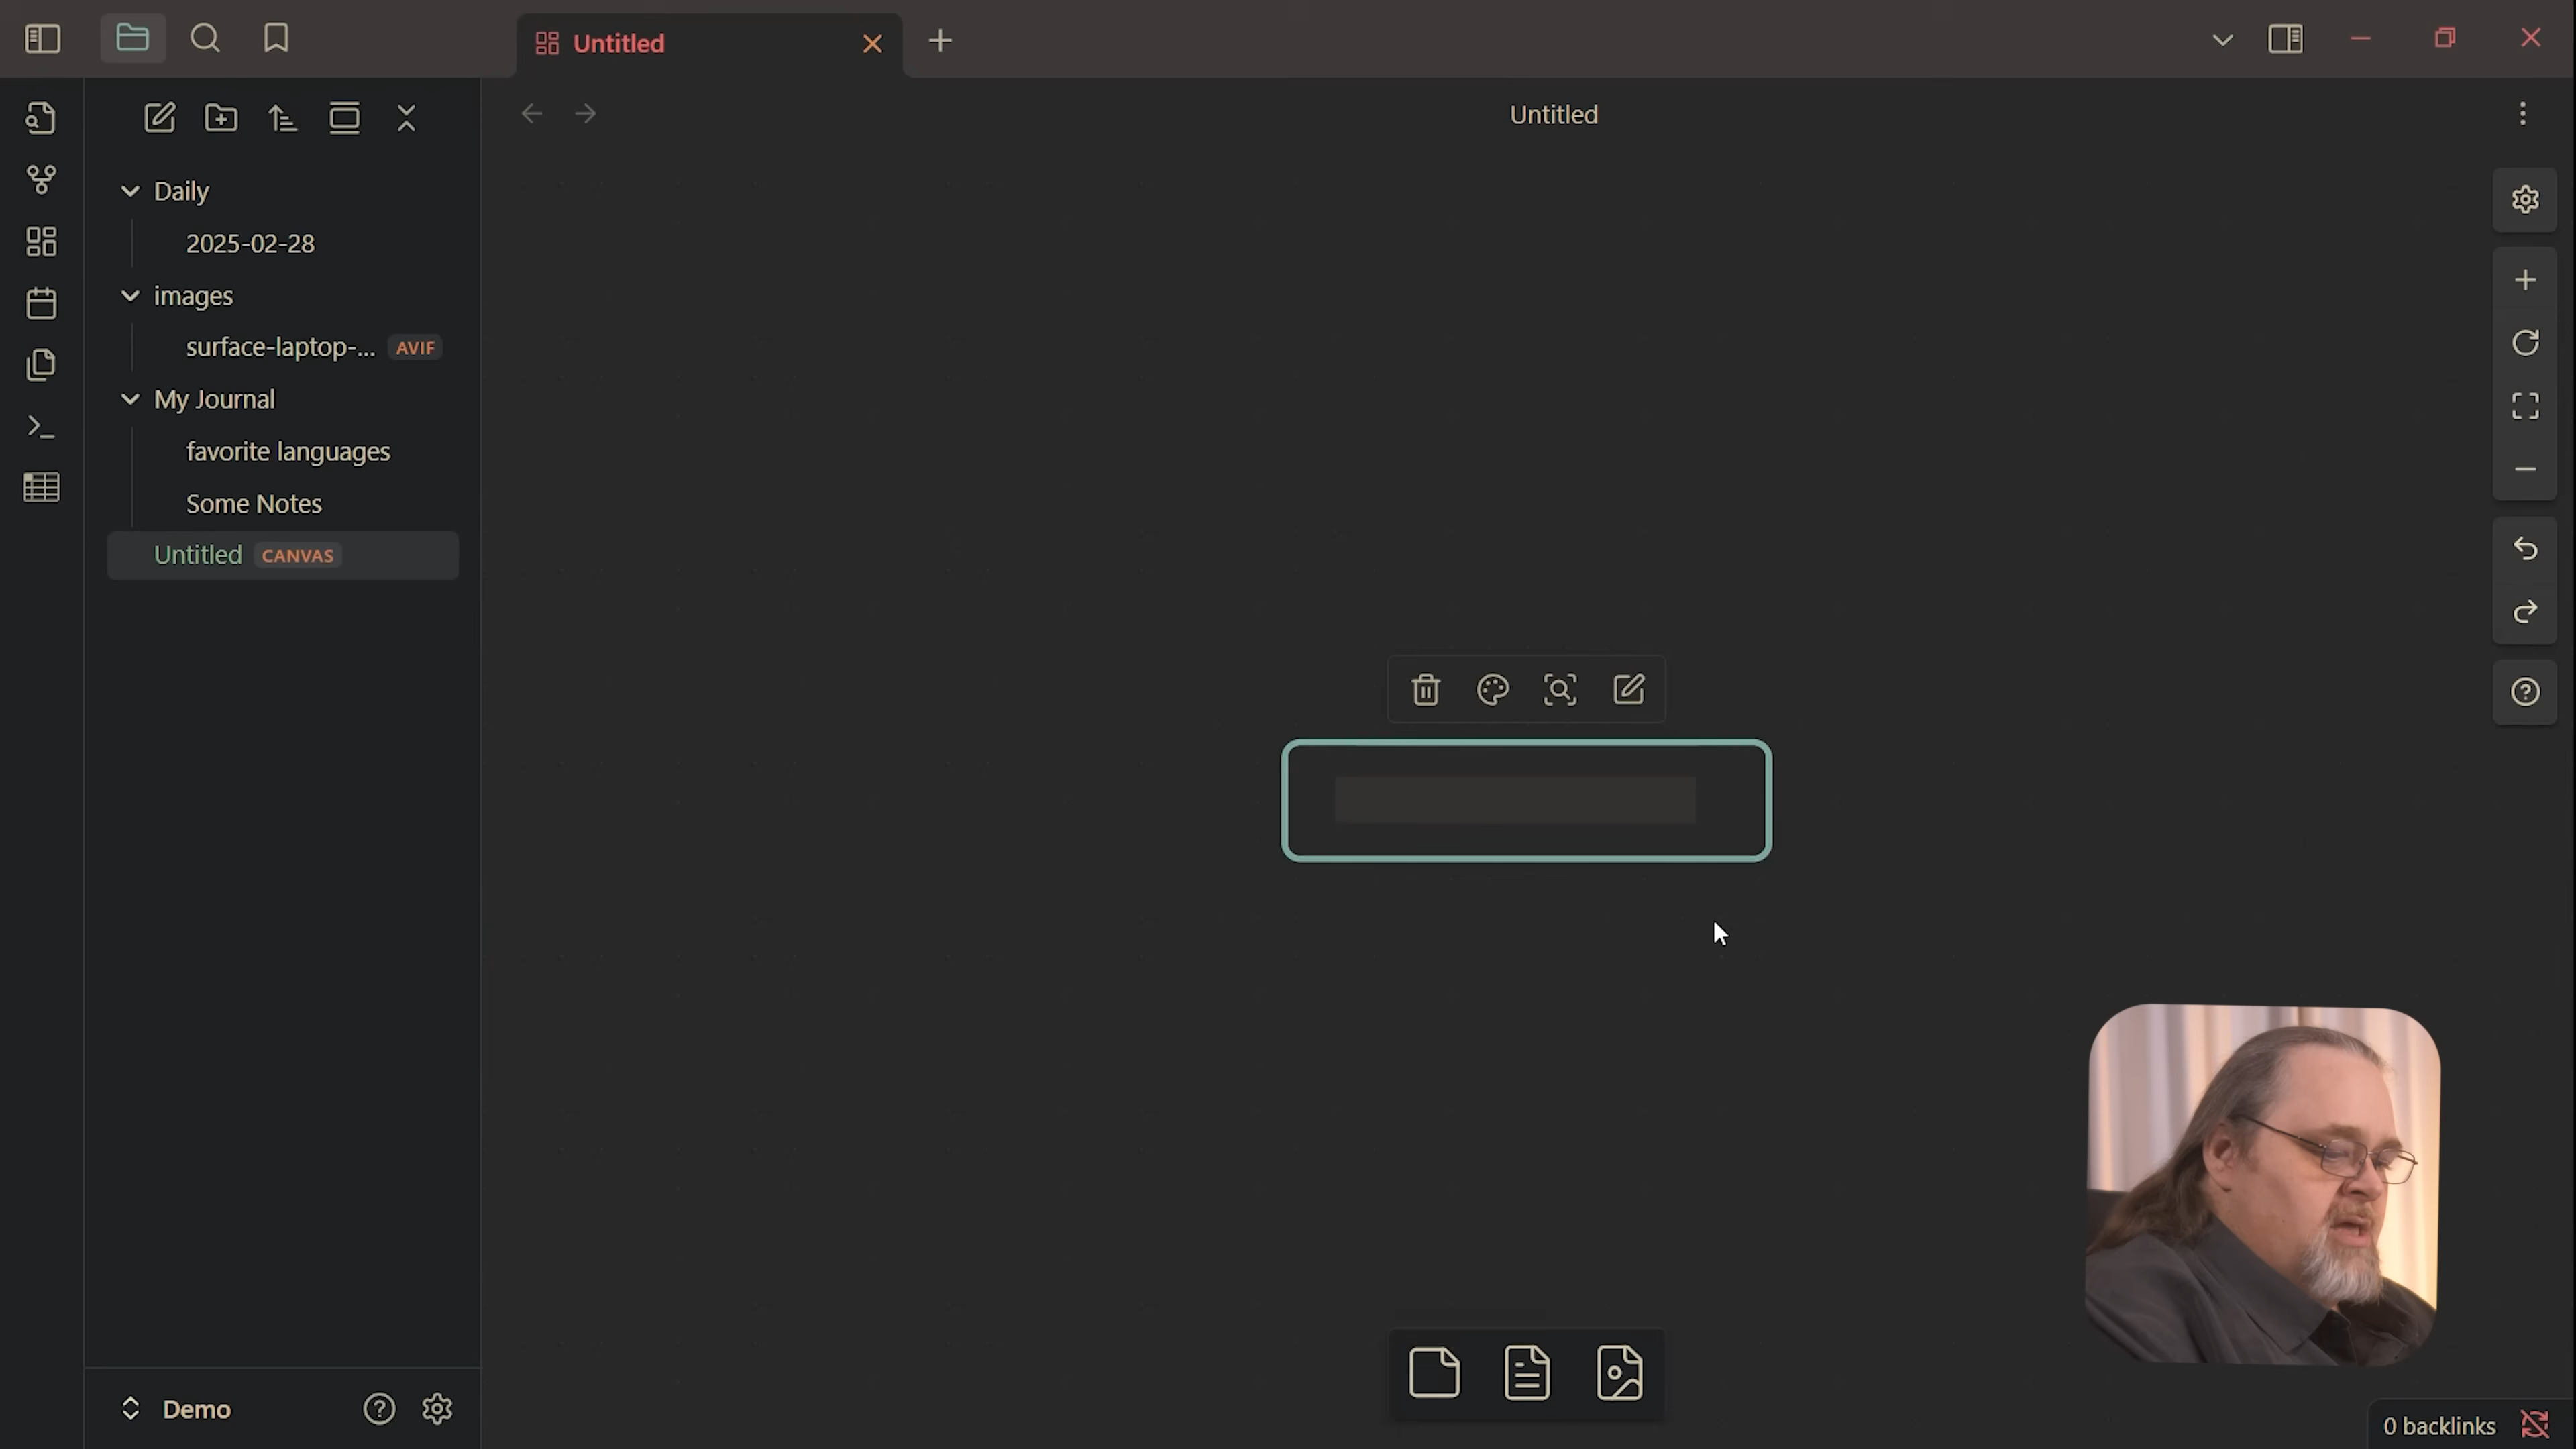 Untitled
Untitled
Daily
2025-02-28
images
surface-laptop-... AVIF
My Journal
favorite languages
Some Notes
Untitled CANVAS
Demo
0 backlinks